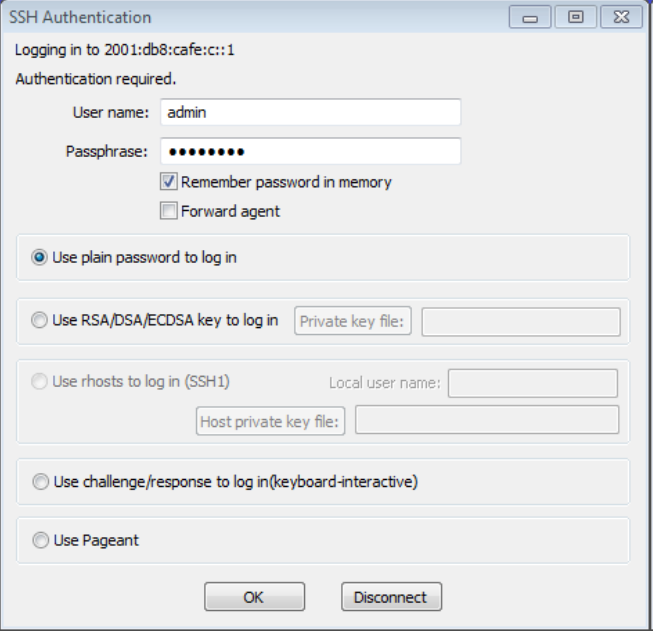 SSH Authentication
Logging in to 2001:db8:cafe:c::1
Authentication required.
User name: admin
Passphrase: ●●●●●●●●
Remember password in memory
Forward agent
Use plain password to log in
Use RSA/DSA/ECDSA key to log in Private key file:
Use rhosts to log in (SSH1) Local user name:
Host private key file:
Use challenge/response to log in(keyboard-interactive)
Use Pageant
OK Disconnect